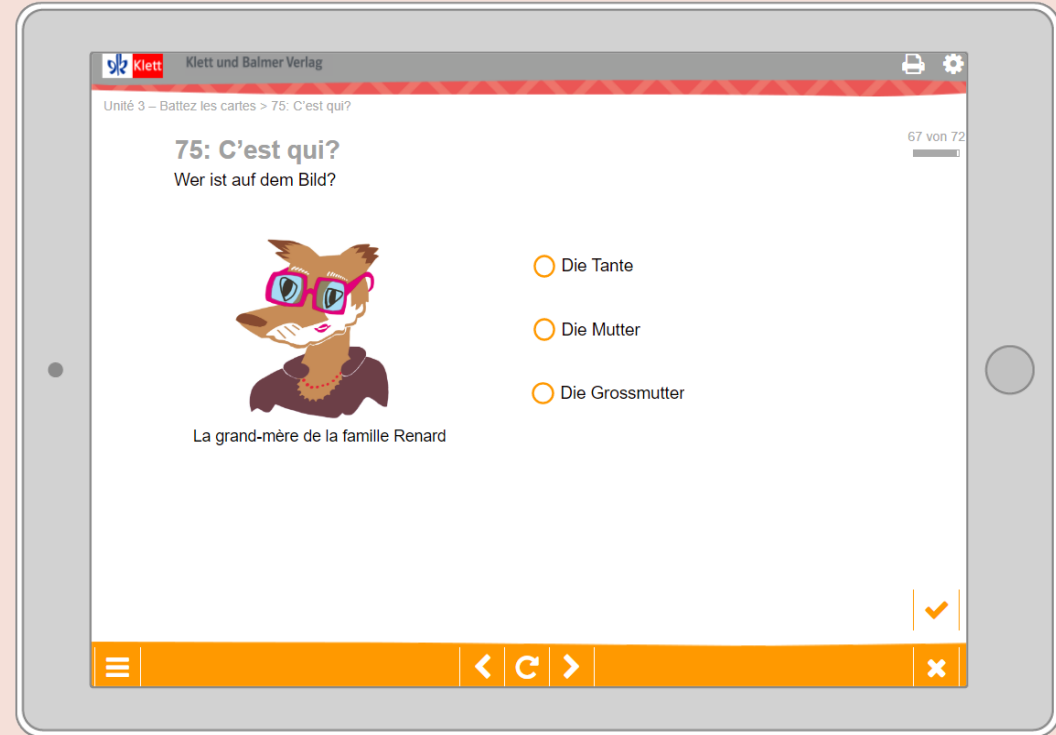 Klett
Klett und Balmer Verlag
Unité 3 – Battez les cartes > 75: C'est qui?
67 von 72
75: C'est qui?
Wer ist auf dem Bild?
Die Tante
Die Mutter
Die Grossmutter
La grand-mère de la famille Renard